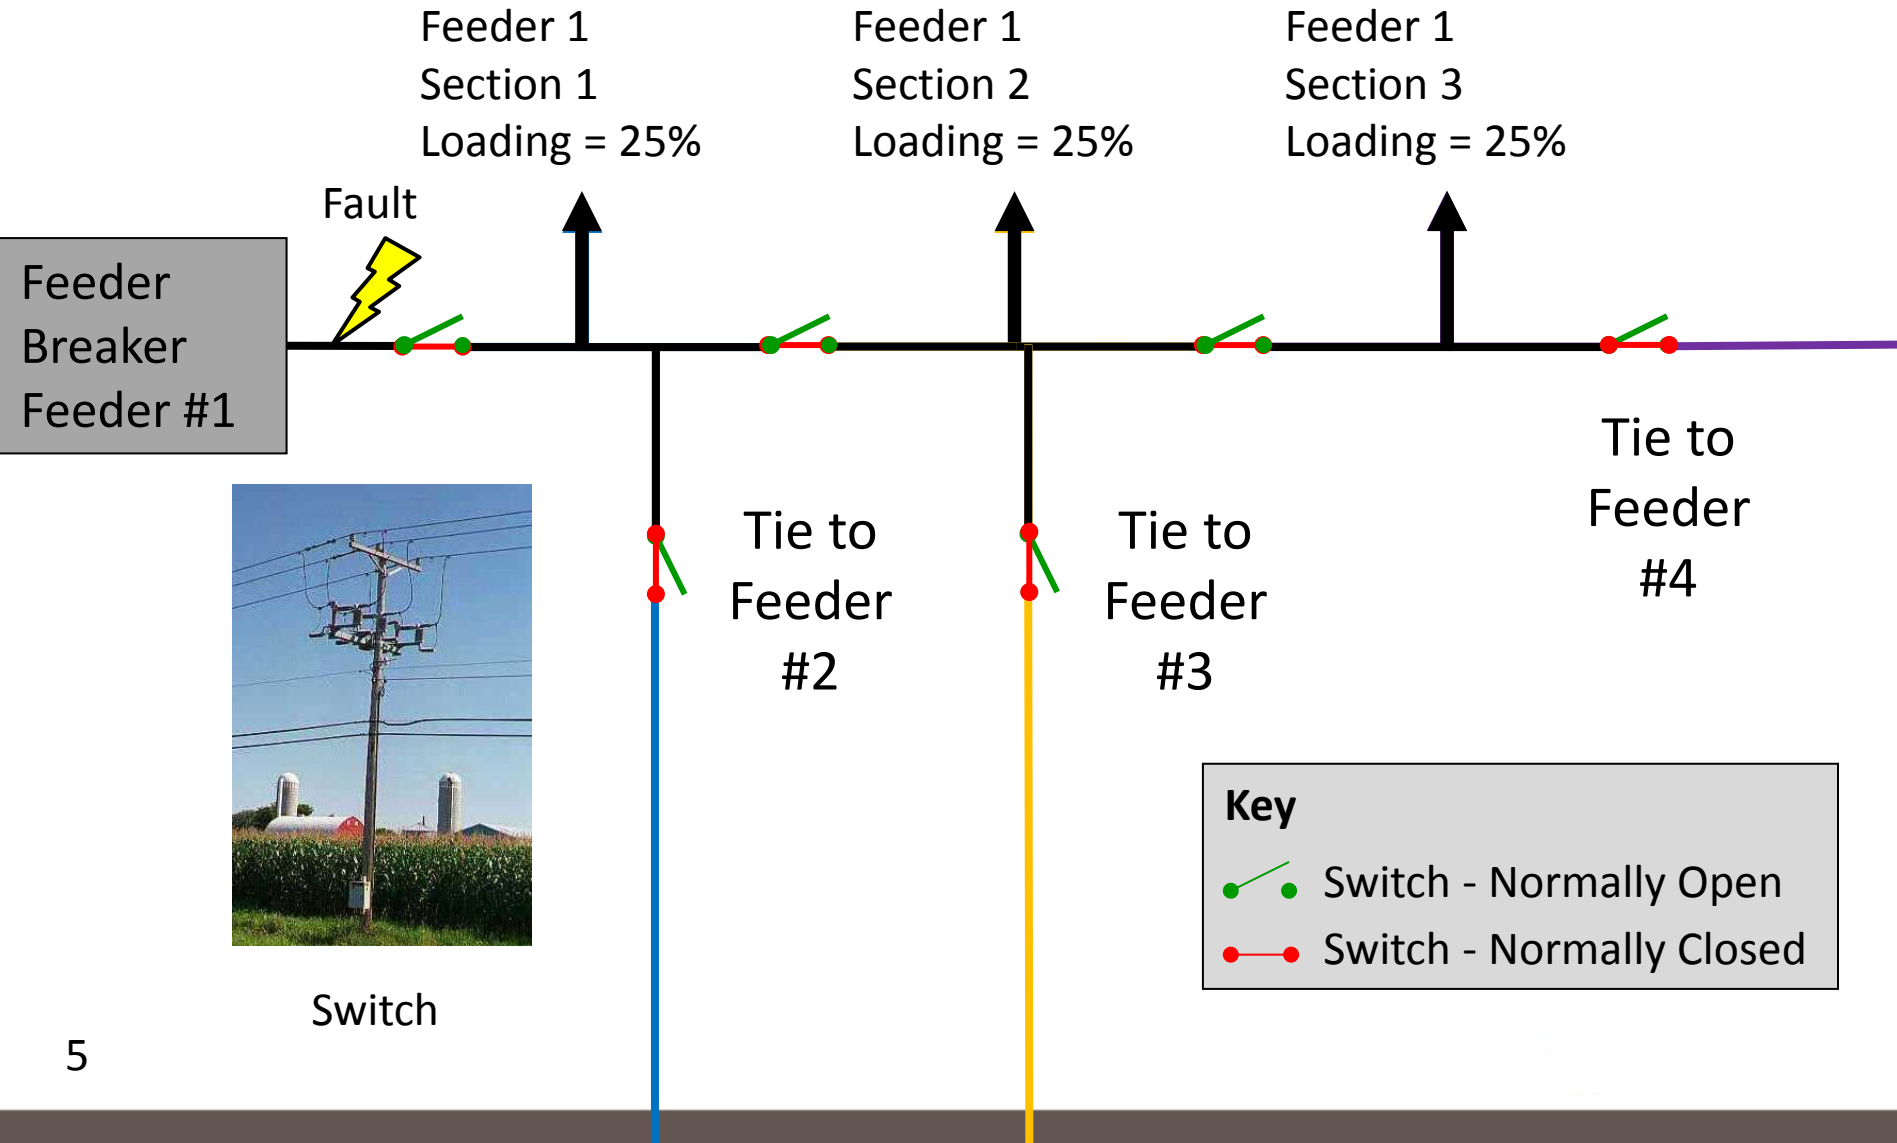 Feeder 1
Section 1
Loading = 25%
Feeder 1
Section 2
Loading = 25%
Feeder 1
Section 3
Loading = 25%
Fault
Feeder
Breaker
Feeder #1
Tie to
Feeder
#2
Tie to
Feeder
#3
Tie to
Feeder
#4
Key
Switch - Normally Open
Switch - Normally Closed
Switch
5